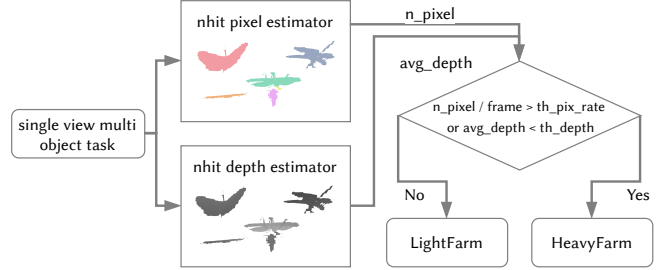 nhit pixel estimator
n_pixel
avg_depth
single view multi
object task
n_pixel / frame > th_pix_rate
or avg_depth < th_depth
nhit depth estimator
No
Yes
LightFarm
HeavyFarm